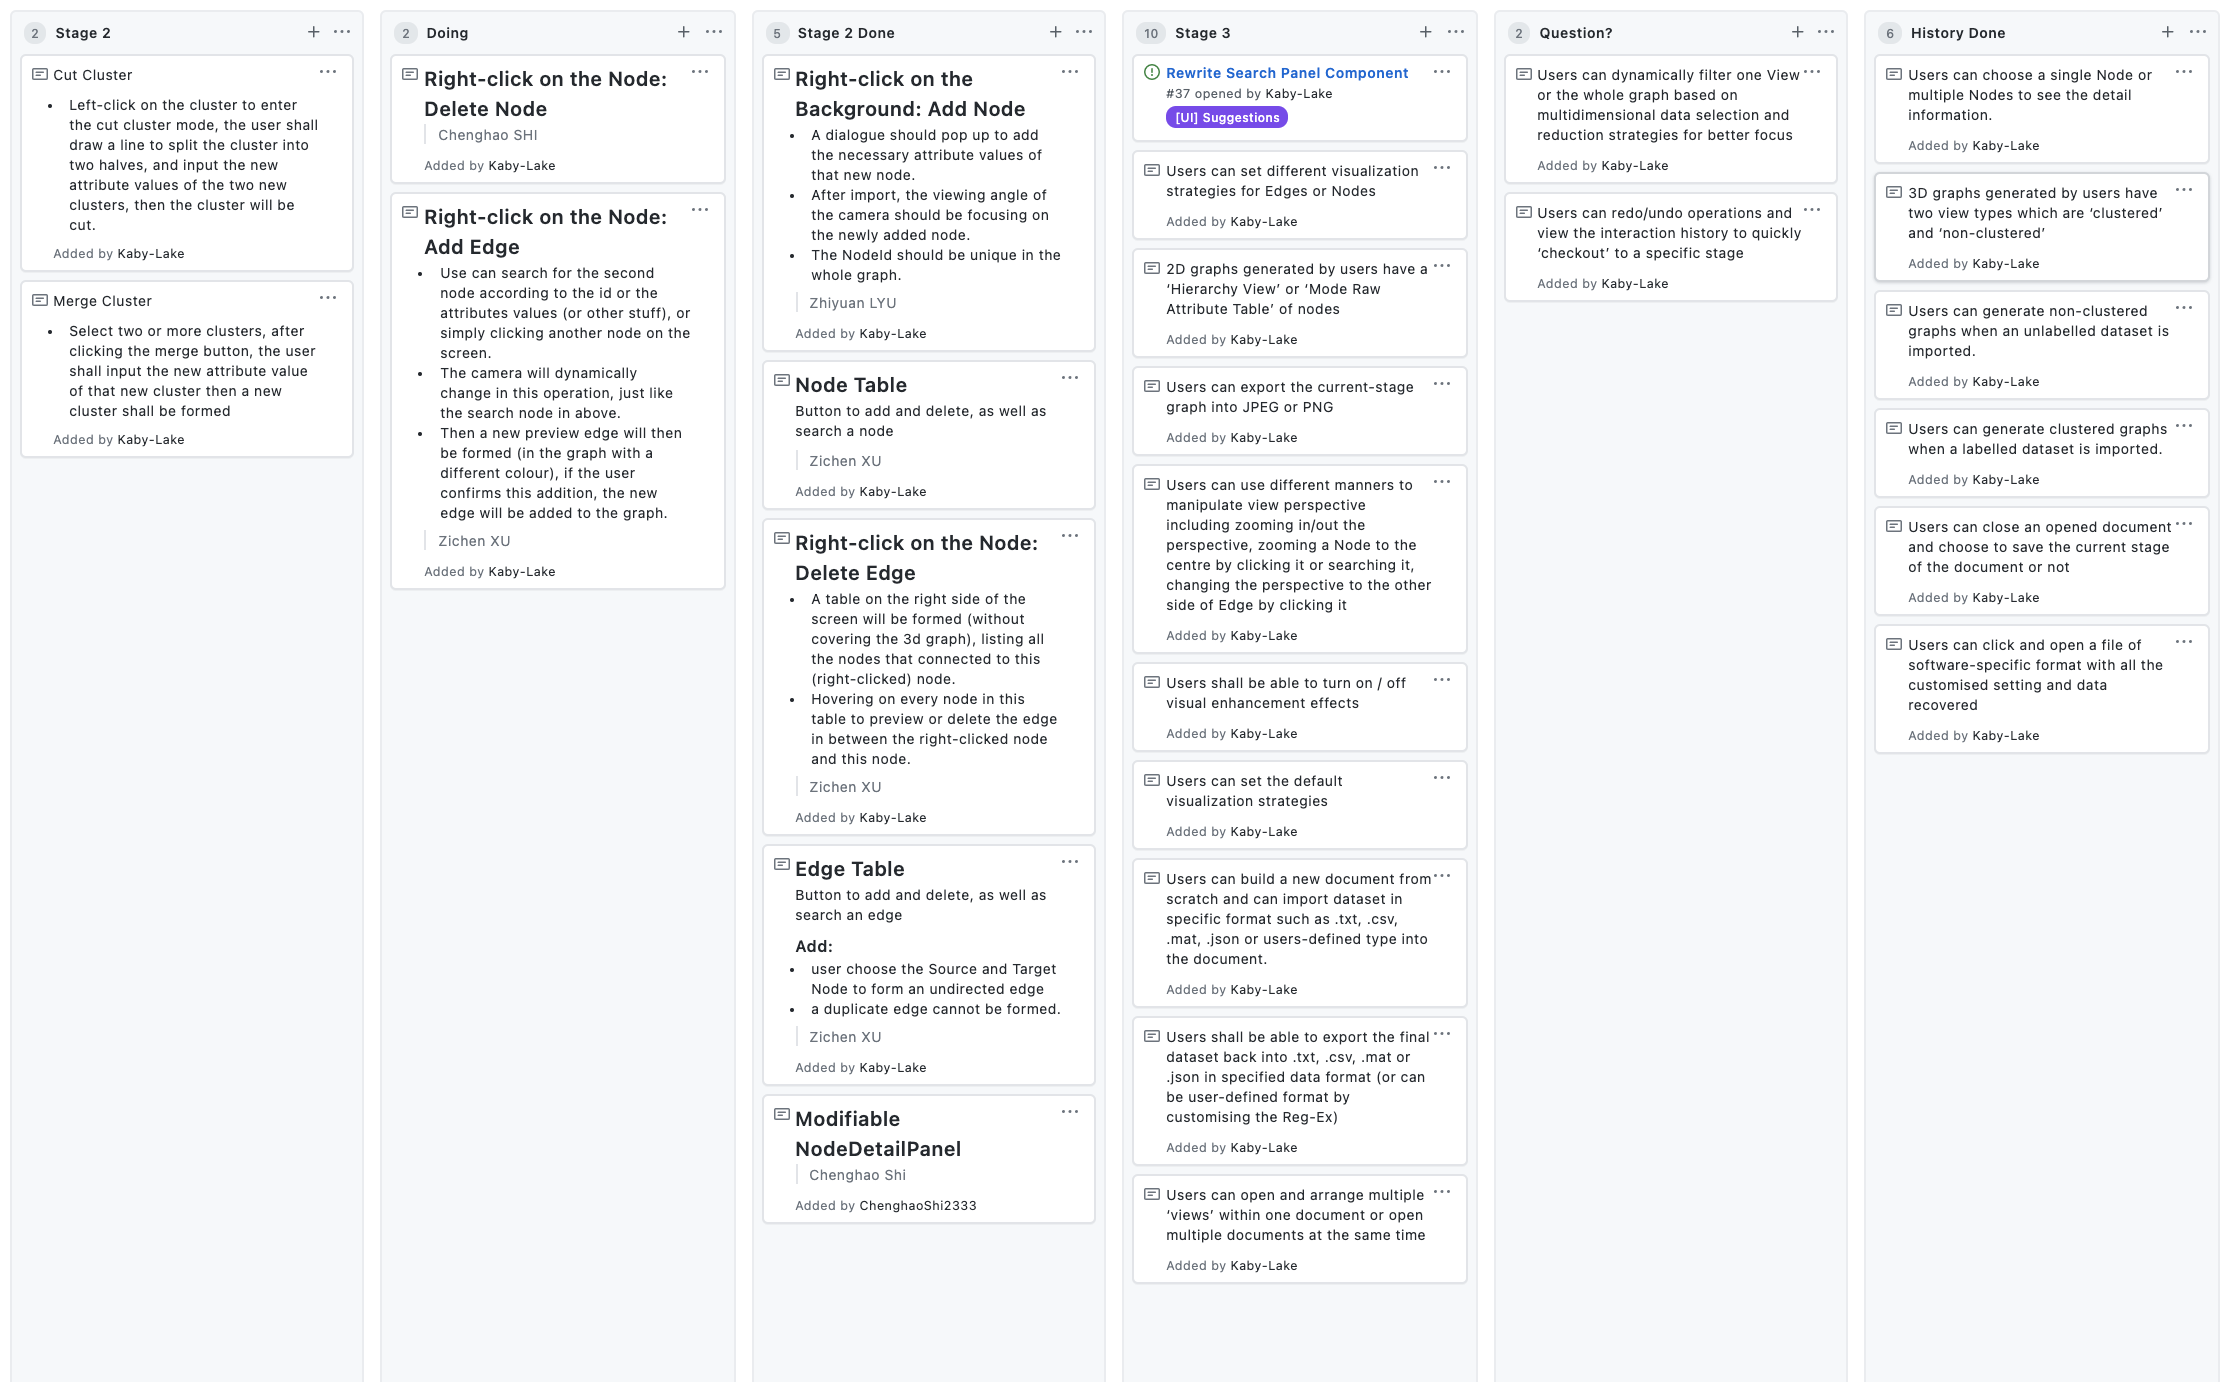 2 Stage 2
Cut Cluster
• Left-click on the cluster to enter
the cut cluster mode, the user shall
draw a line to split the cluster into
two halves, and input the new
attribute values of the two new
clusters, then the cluster will be
cut.
Added by Kaby-Lake
Merge Cluster
• Select two or more clusters, after
clicking the merge button, the user
shall input the new attribute value
of that new cluster then a new
cluster shall be formed
Added by Kaby-Lake
2 Doing
Right-click on the Node:
Delete Node
Chenghao SHI
Added by Kaby-Lake
Right-click on the Node:
Add Edge
• Use can search for the second
node according to the id or the
attributes values (or other stuff), or
simply clicking another node on the
screen.
• The camera will dynamically
change in this operation, just like
the search node in above.
• Then a new preview edge will then
be formed (in the graph with a
different colour), if the user
confirms this addition, the new
edge will be added to the graph.
Zichen XU
Added by Kaby-Lake
5 Stage 2 Done
Right-click on the
Background: Add Node
• A dialogue should pop up to add
the necessary attribute values of
that new node.
• After import, the viewing angle of
the camera should be focusing on
the newly added node.
• The NodeId should be unique in the
whole graph.
Zhiyuan LYU
Added by Kaby-Lake
Node Table
Button to add and delete, as well as
search a node
Zichen XU
Added by Kaby-Lake
Right-click on the Node:
Delete Edge
• A table on the right side of the
screen will be formed (without
covering the 3d graph), listing all
the nodes that connected to this
(right-clicked) node.
• Hovering on every node in this
table to preview or delete the edge
in between the right-clicked node
and this node.
Zichen XU
Added by Kaby-Lake
Edge Table
Button to add and delete, as well as
search an edge
Add:
• user choose the Source and Target
Node to form an undirected edge
• a duplicate edge cannot be formed.
Zichen XU
Added by Kaby-Lake
Modifiable
NodeDetailPanel
Chenghao Shi
Added by ChenghaoShi2333
10 Stage 3
Rewrite Search Panel Component
#37 opened by Kaby-Lake
[UI] Suggestions
Users can set different visualization
strategies for Edges or Nodes
Added by Kaby-Lake
2D graphs generated by users have a
‘Hierarchy View’ or ‘Mode Raw
Attribute Table’ of nodes
Added by Kaby-Lake
Users can export the current-stage
graph into JPEG or PNG
Added by Kaby-Lake
Users can use different manners to
manipulate view perspective
including zooming in/out the
perspective, zooming a Node to the
centre by clicking it or searching it,
changing the perspective to the other
side of Edge by clicking it
Added by Kaby-Lake
Users shall be able to turn on / off
visual enhancement effects
Added by Kaby-Lake
Users can set the default
visualization strategies
Added by Kaby-Lake
Users can build a new document from
scratch and can import dataset in
specific format such as .txt, .csv,
.mat, .json or users-defined type into
the document.
Added by Kaby-Lake
Users shall be able to export the final
dataset back into .txt, .csv, .mat or
.json in specified data format (or can
be user-defined format by
customising the Reg-Ex)
Added by Kaby-Lake
Users can open and arrange multiple
‘views’ within one document or open
multiple documents at the same time
Added by Kaby-Lake
2 Question?
Users can dynamically filter one View
or the whole graph based on
multidimensional data selection and
reduction strategies for better focus
Added by Kaby-Lake
Users can redo/undo operations and
view the interaction history to quickly
‘checkout’ to a specific stage
Added by Kaby-Lake
6 History Done
Users can choose a single Node or
multiple Nodes to see the detail
information.
Added by Kaby-Lake
3D graphs generated by users have
two view types which are ‘clustered’
and ‘non-clustered’
Added by Kaby-Lake
Users can generate non-clustered
graphs when an unlabelled dataset is
imported.
Added by Kaby-Lake
Users can generate clustered graphs
when a labelled dataset is imported.
Added by Kaby-Lake
Users can close an opened document
and choose to save the current stage
of the document or not
Added by Kaby-Lake
Users can click and open a file of
software-specific format with all the
customised setting and data
recovered
Added by Kaby-Lake